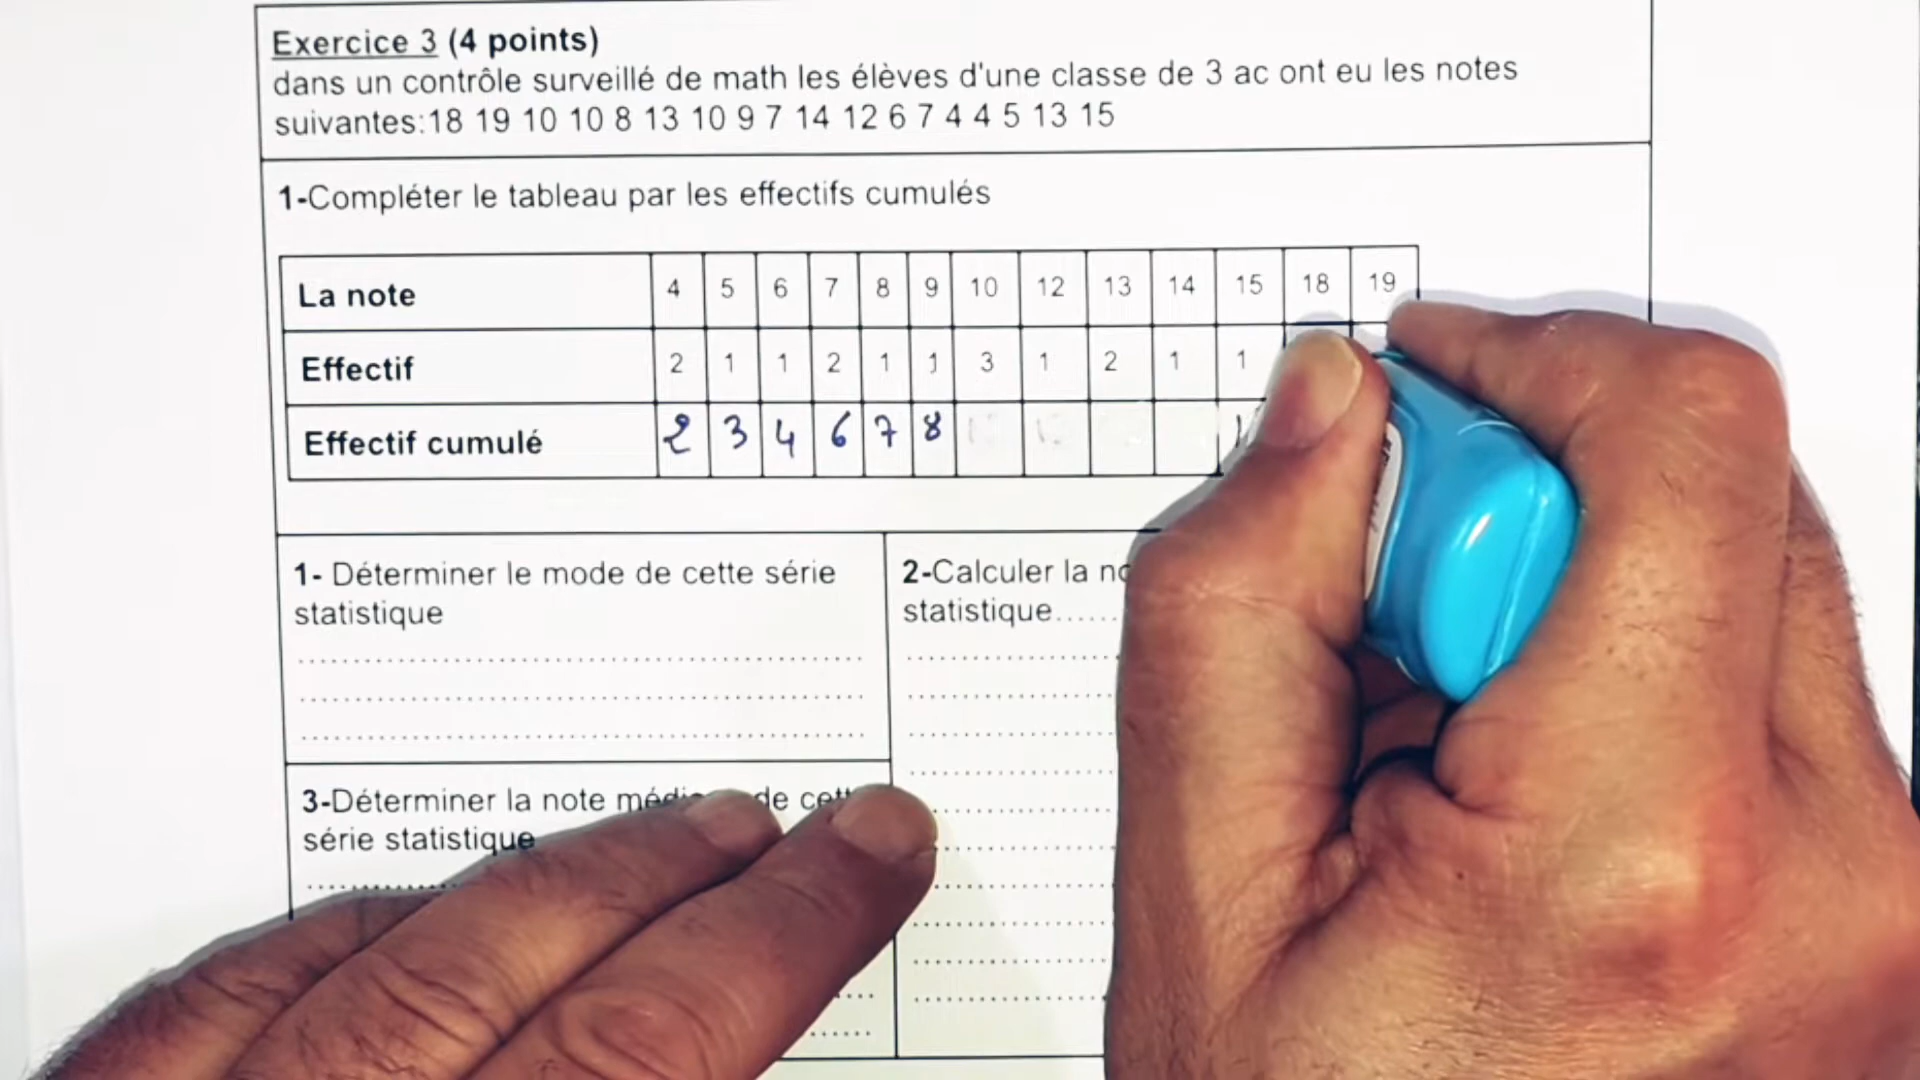 Exercice 3 (4 points)
dans un contrôle surveillé de math les élèves d'une classe de 3 ac ont eu les notes
suivantes:18 19 10 10 8 13 10 9 7 14 12 6 7 4 4 5 13 15
1-Compléter le tableau par les effectifs cumulés
La note 4 5 6 7 8 9 10 12 13 14 15 18 19
Effectif 2 1 1 2 1 1 3 1 2 1 1
Effectif cumulé 2 3 4 6 7 8
1- Déterminer le mode de cette série
statistique
2-Calculer la
statistique......
3-Déterminer la note de
série statistique